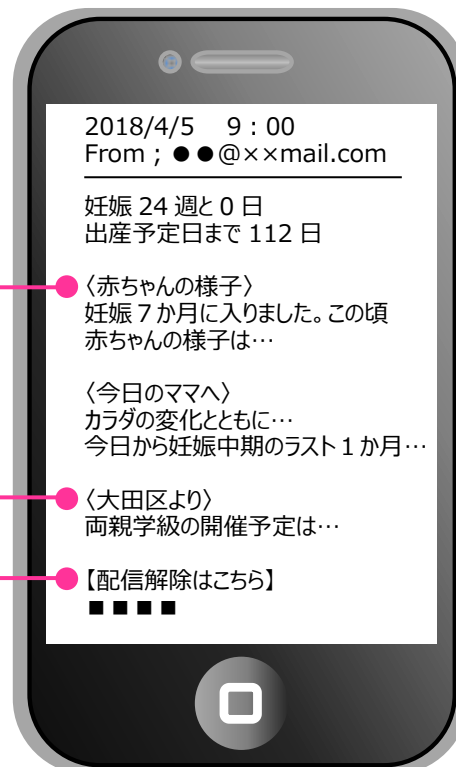 2018/4/5　9：00
From ; ●●@××mail.com
妊娠 24 週と 0 日
出産予定日まで 112 日
〈赤ちゃんの様子〉
妊娠７か月に入りました。この頃
赤ちゃんの様子は…
〈今日のママへ〉
カラダの変化とともに…
今日から妊娠中期のラスト１か月…
〈大田区より〉
両親学級の開催予定は…
【配信解除はこちら】
■■■■